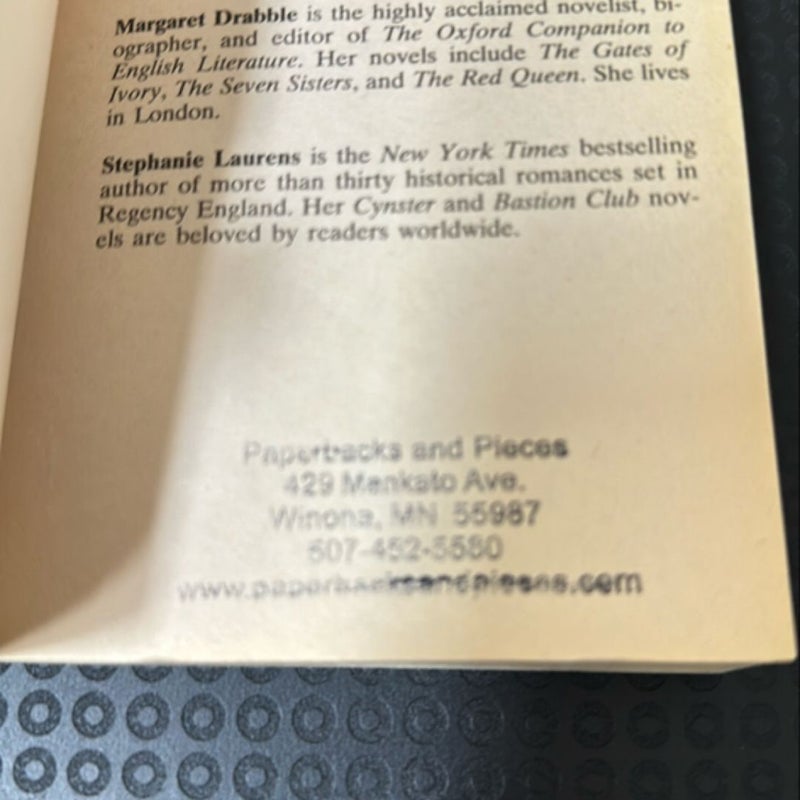 Margaret Drabble is the highly acclaimed novelist, bi-
ographer, and editor of The Oxford Companion to
English Literature. Her novels include The Gates of
Ivory, The Seven Sisters, and The Red Queen. She lives
in London.
Stephanie Laurens is the New York Times bestselling
author of more than thirty historical romances set in
Regency England. Her Cynster and Bastion Club nov-
els are beloved by readers worldwide.
Paperbacks and Pieces
429 Mankato Ave.
Winona, MN 55987
507-452-5580
www.paperbacksandpieces.com